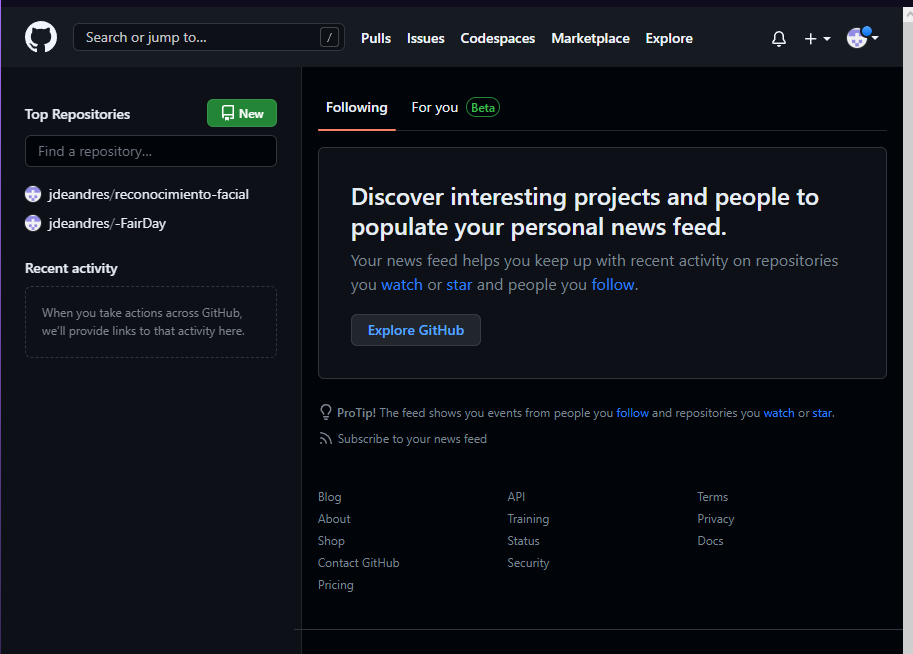 Search or jump to...
/
Pulls
Issues
Codespaces
Marketplace
Explore
Top Repositories
New
Find a repository...
jdeandres/reconocimiento-facial
jdeandres/-FairDay
Recent activity
When you take actions across GitHub,
we'll provide links to that activity here.
Following
For you
Beta
Discover interesting projects and people to
populate your personal news feed.
Your news feed helps you keep up with recent activity on repositories
you watch or star and people you follow.
Explore GitHub
ProTip! The feed shows you events from people you follow and repositories you watch or star.
Subscribe to your news feed
Blog
About
Shop
Contact GitHub
Pricing
API
Training
Status
Security
Terms
Privacy
Docs